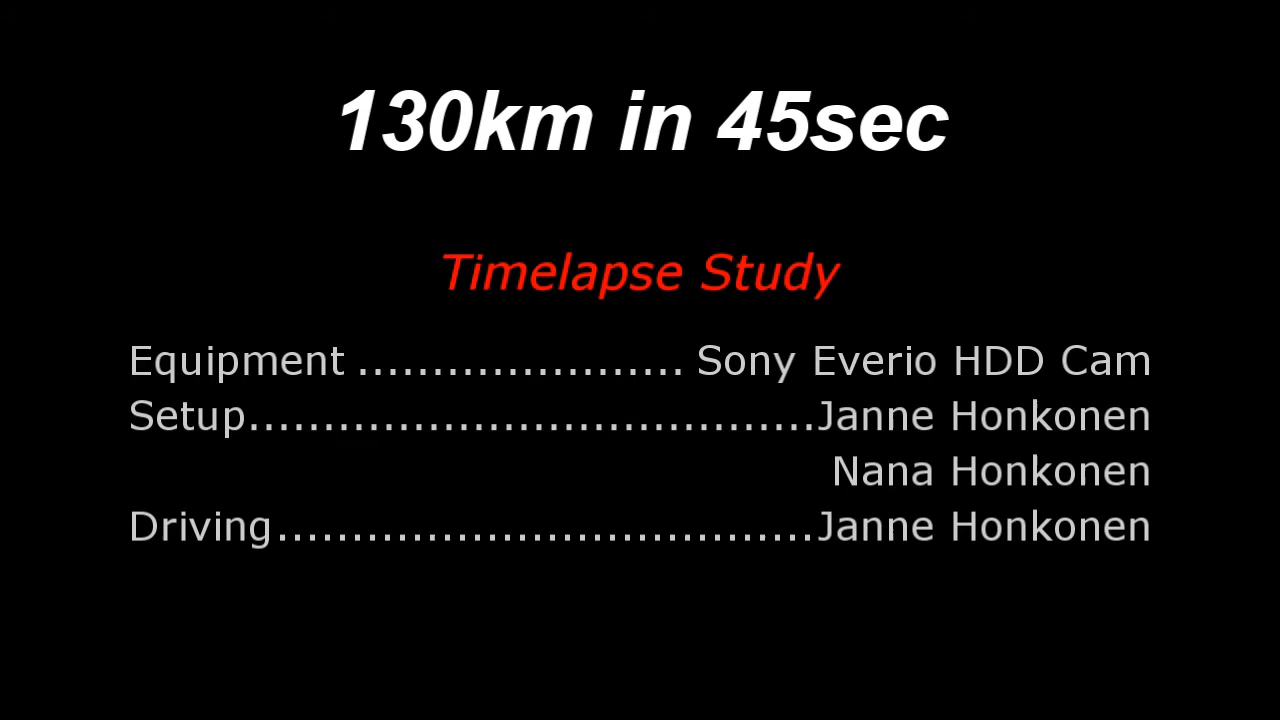 130km in 45sec
Timelapse Study
Equipment ...................... Sony Everio HDD Cam
Setup......................................Janne Honkonen
Nana Honkonen
Driving....................................Janne Honkonen